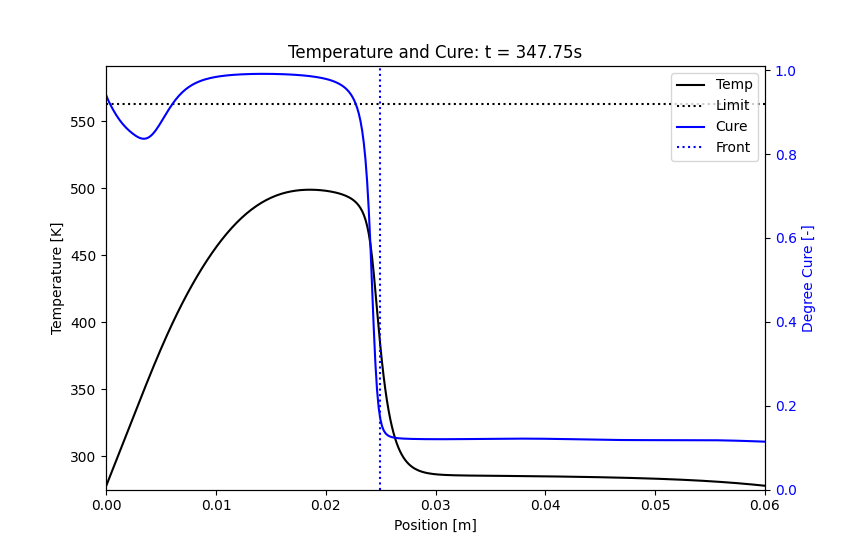 Temperature and Cure: t = 347.75s
Temp
Limit
Cure
Front
Temperature [K]
550
500
450
400
350
300
Degree Cure [-]
1.0
0.8
0.6
0.4
0.2
0.0
0.00 0.01 0.02 0.03 0.04 0.05 0.06
Position [m]